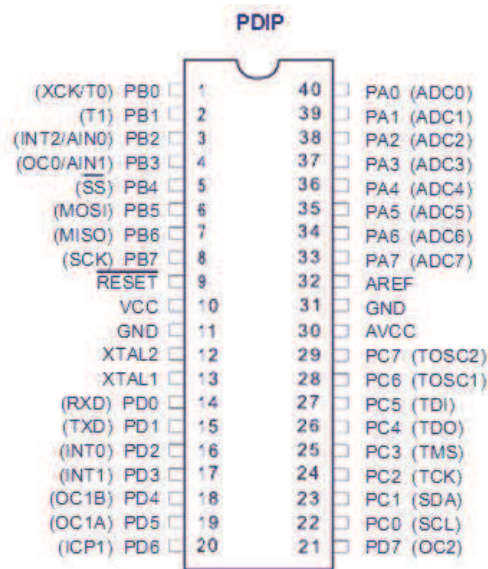 PDIP
(XCK/T0) PB0 1 40 PA0 (ADC0)
(T1) PB1 2 39 PA1 (ADC1)
(INT2/AIN0) PB2 3 38 PA2 (ADC2)
(OC0/AIN1) PB3 4 37 PA3 (ADC3)
(SS) PB4 5 36 PA4 (ADC4)
(MOSI) PB5 6 35 PA5 (ADC5)
(MISO) PB6 7 34 PA6 (ADC6)
(SCK) PB7 8 33 PA7 (ADC7)
RESET 9 32 AREF
VCC 10 31 GND
GND 11 30 AVCC
XTAL2 12 29 PC7 (TOSC2)
XTAL1 13 28 PC6 (TOSC1)
(RXD) PD0 14 27 PC5 (TDI)
(TXD) PD1 15 26 PC4 (TDO)
(INT0) PD2 16 25 PC3 (TMS)
(INT1) PD3 17 24 PC2 (TCK)
(OC1B) PD4 18 23 PC1 (SDA)
(OC1A) PD5 19 22 PC0 (SCL)
(ICP1) PD6 20 21 PD7 (OC2)